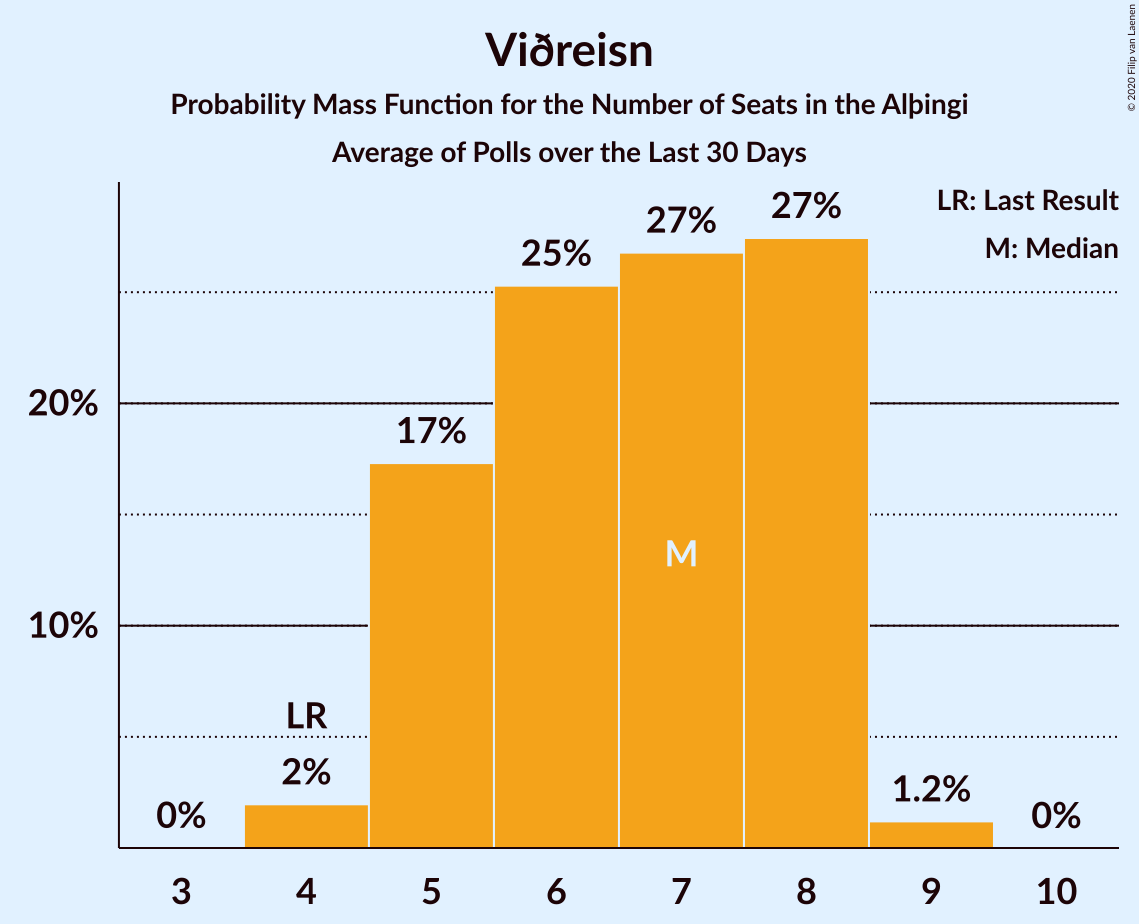 Viðreisn
Probability Mass Function for the Number of Seats in the Alþingi
Average of Polls over the Last 30 Days
© 2020 Filip van Laenen
LR: Last Result
M: Median
27%
27%
25%
20%
17%
M
10%
LR
2%
1.2%
0%
0%
3 4 5 6 7 8 9 10